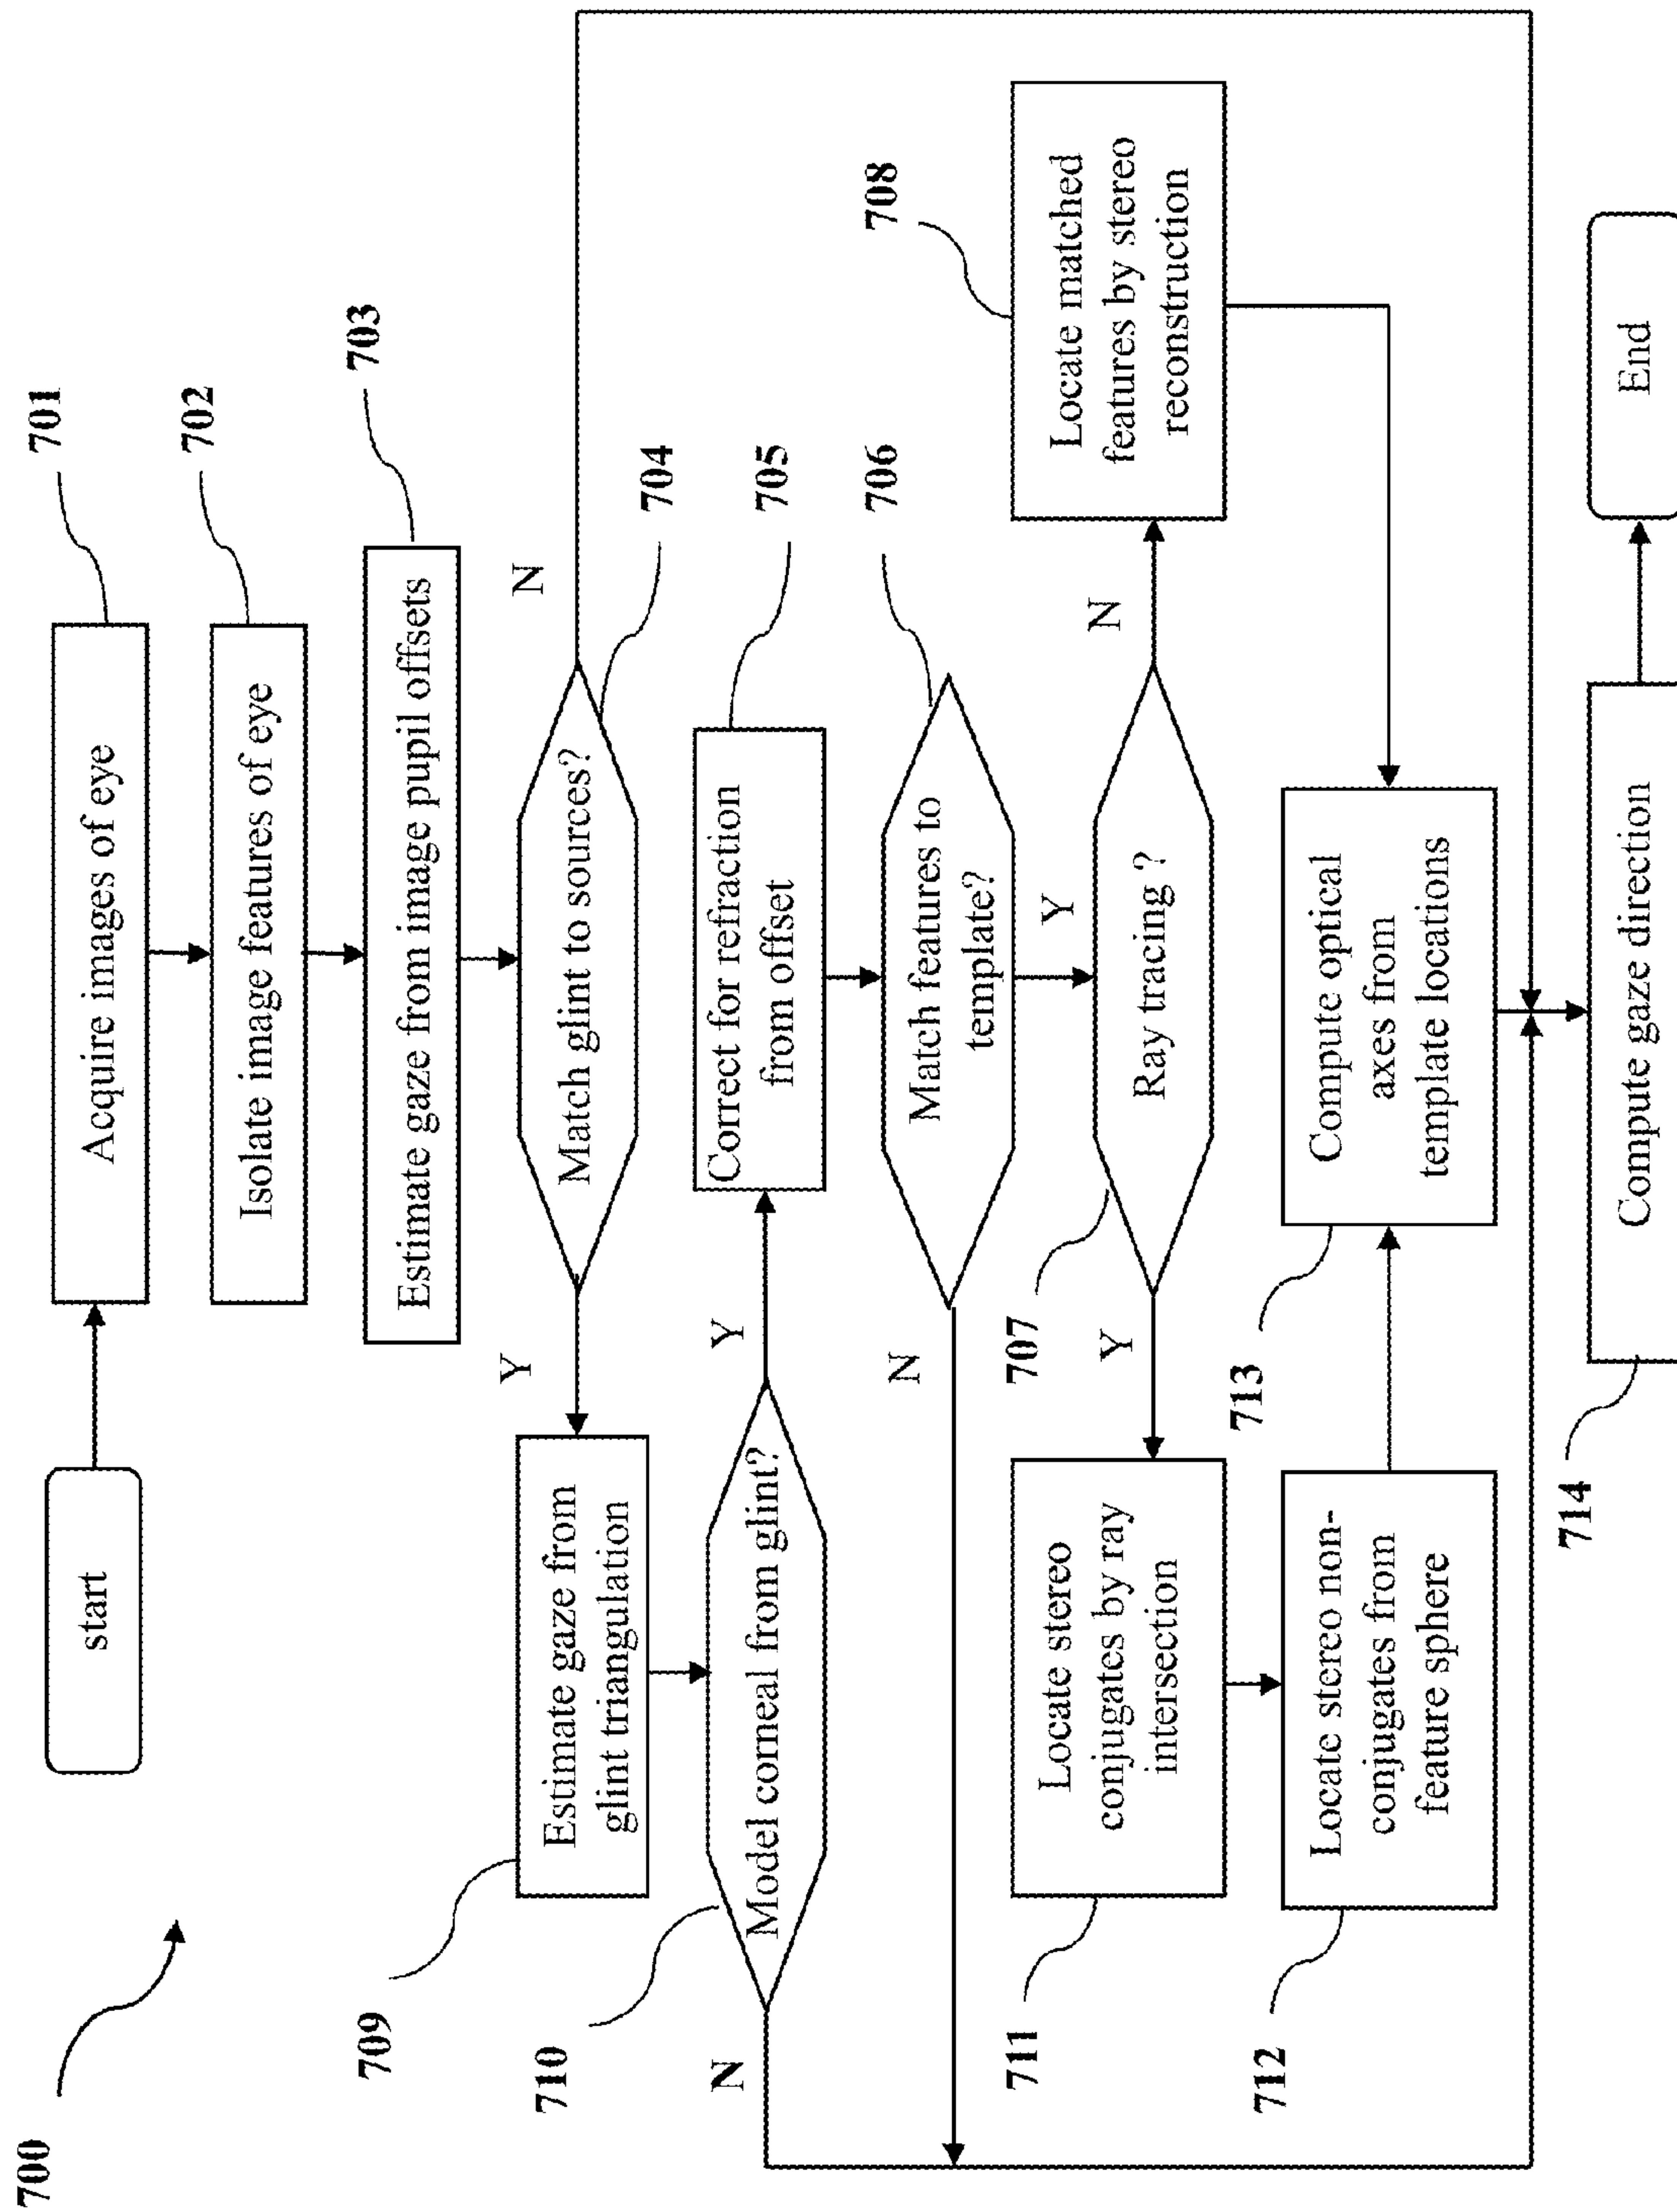 700
start
Acquire images of eye
701
Isolate image features of eye
702
Estimate gaze from image pupil offsets
703
Match glint to sources?
704
Y
N
Estimate gaze from
glint triangulation
709
Model corneal from glint?
710
N
Y
Correct for refraction
from offset
705
Match features to
template?
706
N
Y
Ray tracing ?
707
Y
N
Locate matched
features by stereo
reconstruction
708
Locate stereo
conjugates by ray
intersection
711
Locate stereo non-
conjugates from
feature sphere
712
Compute optical
axes from
template locations
713
Compute gaze direction
714
End